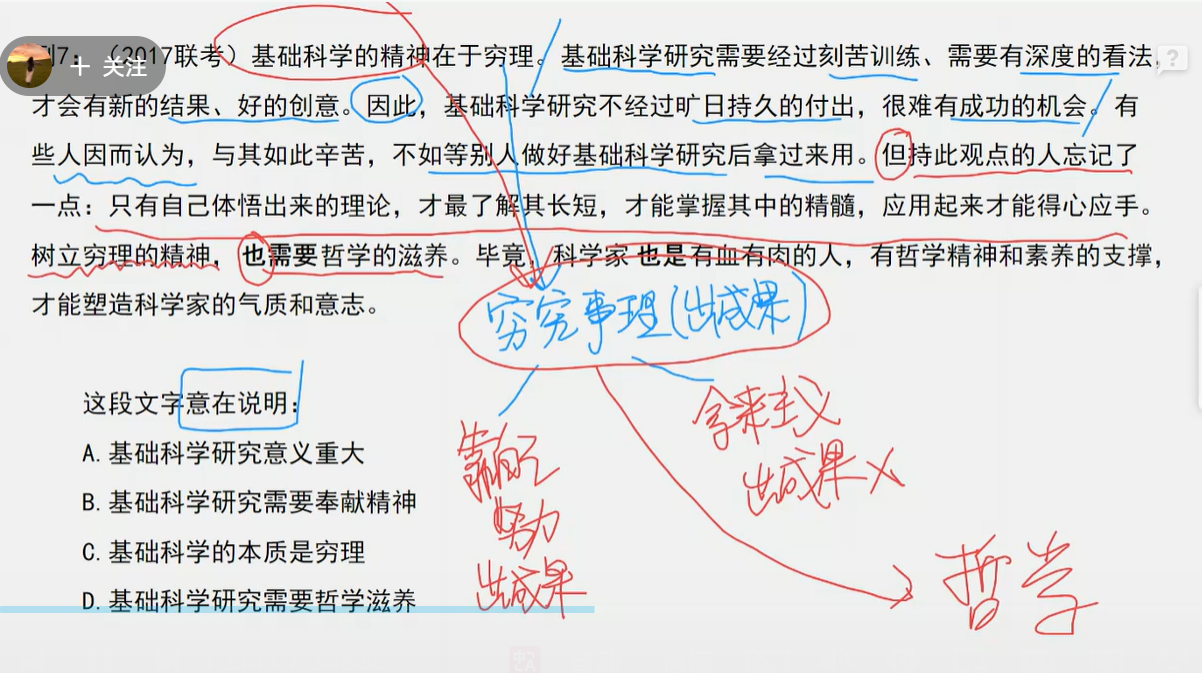 例7：（2017联考）基础科学的精神在于穷理。基础科学研究需要经过刻苦训练、需要有深度的看法，
+ 关注
才会有新的结果、好的创意。因此，基础科学研究不经过旷日持久的付出，很难有成功的机会。有
些人因而认为，与其如此辛苦，不如等别人做好基础科学研究后拿过来用。但持此观点的人忘记了
一点：只有自己体悟出来的理论，才最了解其长短，才能掌握其中的精髓，应用起来才能得心应手。
树立穷理的精神，也需要哲学的滋养。毕竟，科学家也是有血有肉的人，有哲学精神和素养的支撑，
才能塑造科学家的气质和意志。
穷究事理(出成果)
这段文字意在说明：
A. 基础科学研究意义重大
B. 基础科学研究需要奉献精神
C. 基础科学的本质是穷理
D. 基础科学研究需要哲学滋养
靠自己
努力
出成果
拿来主义
出成果×
哲学